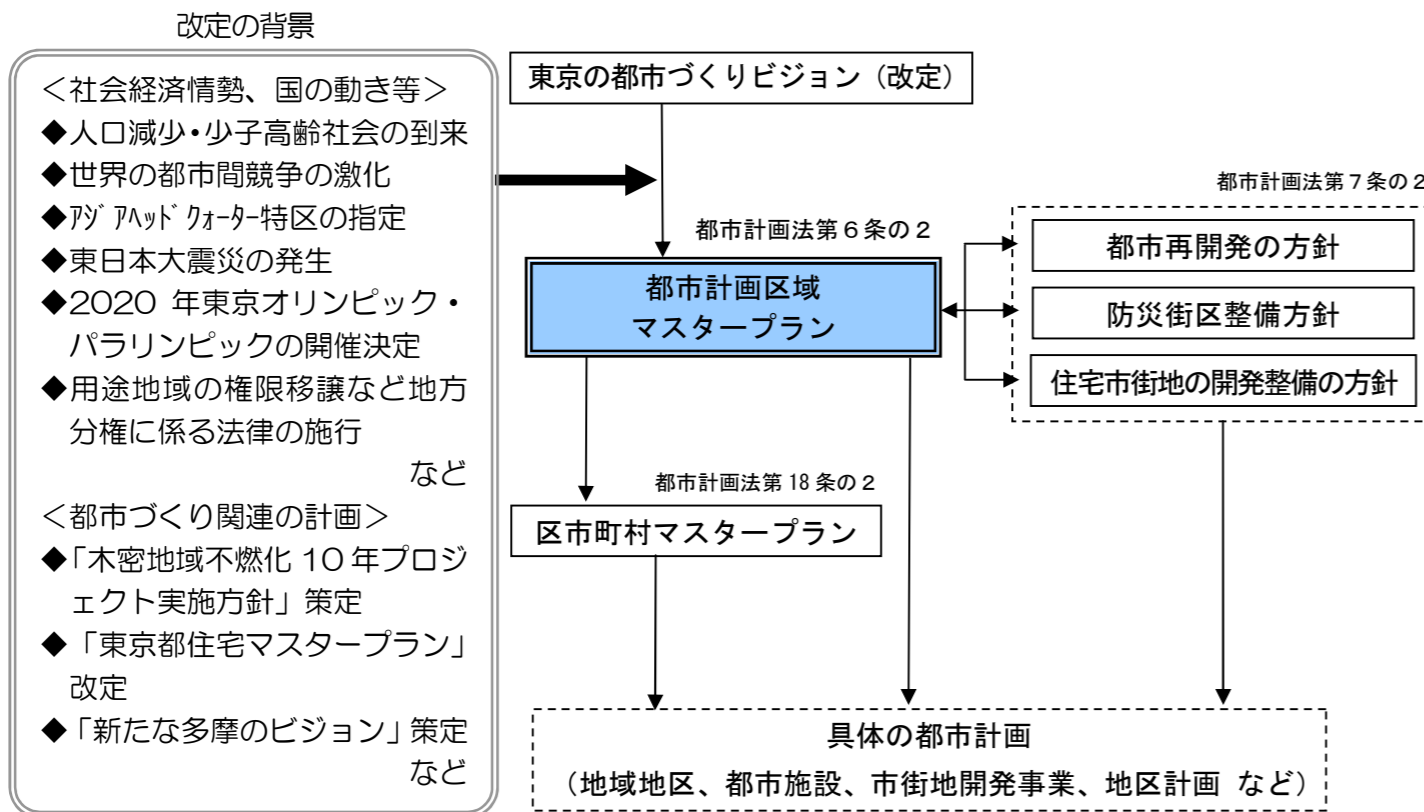 改定の背景
＜社会経済情勢、国の動き等＞
◆人口減少・少子高齢社会の到来
◆世界の都市間競争の激化
◆ｱｼﾞｱﾍｯﾄﾞｸｫｰﾀｰ特区の指定
◆東日本大震災の発生
◆2020 年東京オリンピック・
パラリンピックの開催決定
◆用途地域の権限移譲など地方
分権に係る法律の施行
など
＜都市づくり関連の計画＞
◆「木密地域不燃化 10 年プロジ
ェクト実施方針」策定
◆「東京都住宅マスタープラン」
改定
◆「新たな多摩のビジョン」策定
など
東京の都市づくりビジョン（改定）
都市計画法第６条の２
都市計画区域
マスタープラン
都市計画法第７条の２
都市再開発の方針
防災街区整備方針
住宅市街地の開発整備の方針
都市計画法第 18 条の２
区市町村マスタープラン
具体の都市計画
（地域地区、都市施設、市街地開発事業、地区計画 など）